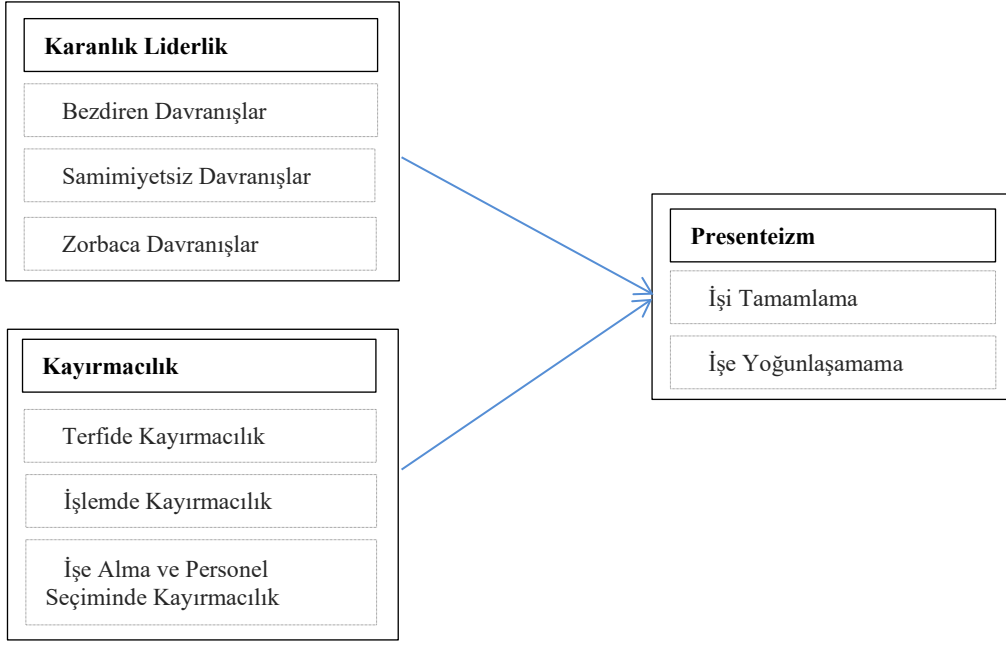 Karanlık Liderlik
Bezdiren Davranışlar
Samimiyetsiz Davranışlar
Zorbaca Davranışlar
Kayırmacılık
Terfide Kayırmacılık
İşlemde Kayırmacılık
İşe Alma ve Personel
Seçiminde Kayırmacılık
Presenteizm
İşi Tamamlama
İşe Yoğunlaşamama